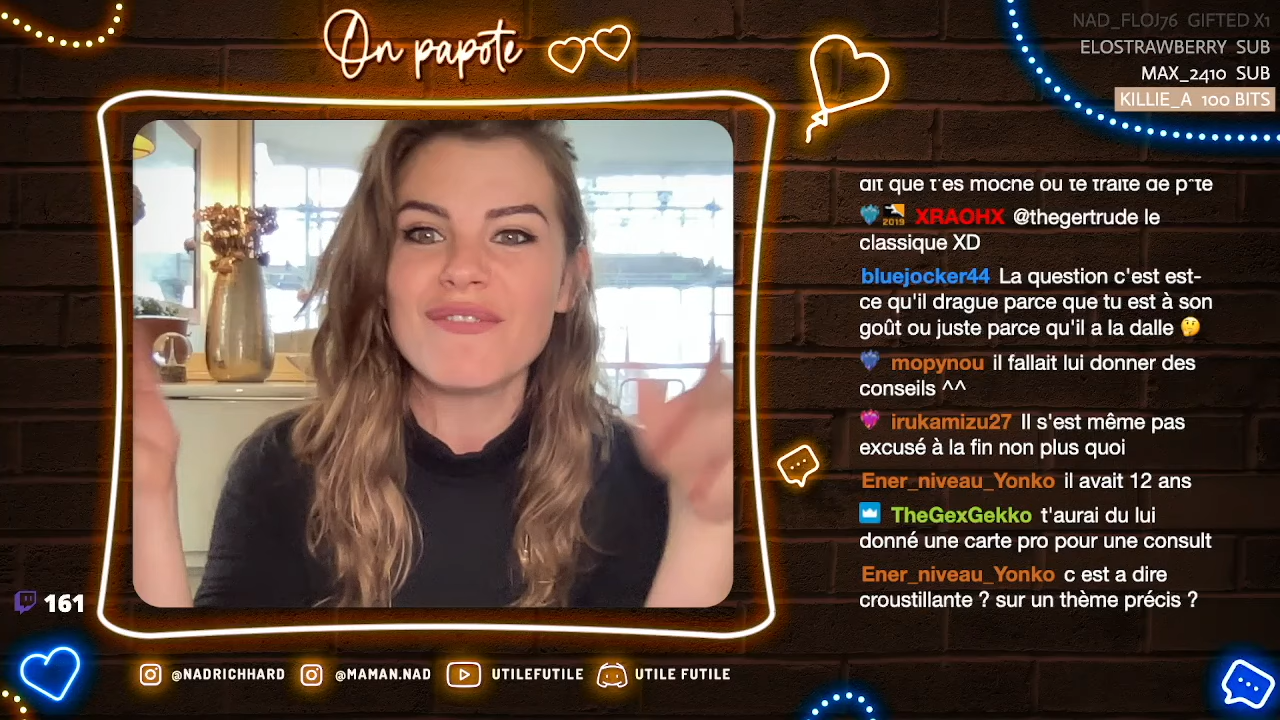 On papote
NAD_FLOJ76 GIFTED X1
ELOSTRAWBERRY SUB
MAX_2410 SUB
KILLIE_A 100 BITS
dit que t'es moche ou te traite de p*te
2019 XRAOHX @thegertrude le
classique XD
bluejocker44 La question c'est est-
ce qu'il drague parce que tu est à son
goût ou juste parce qu'il a la dalle 🤔
mopynou il fallait lui donner des
conseils ^^
irukamizu27 Il s'est même pas
excusé à la fin non plus quoi
Ener_niveau_Yonko il avait 12 ans
TheGexGekko t'aurai du lui
donné une carte pro pour une consult
Ener_niveau_Yonko c est a dire
croustillante ? sur un thème précis ?
161
@NADRICHHARD @MAMAN.NAD UTILEFUTILE UTILE FUTILE